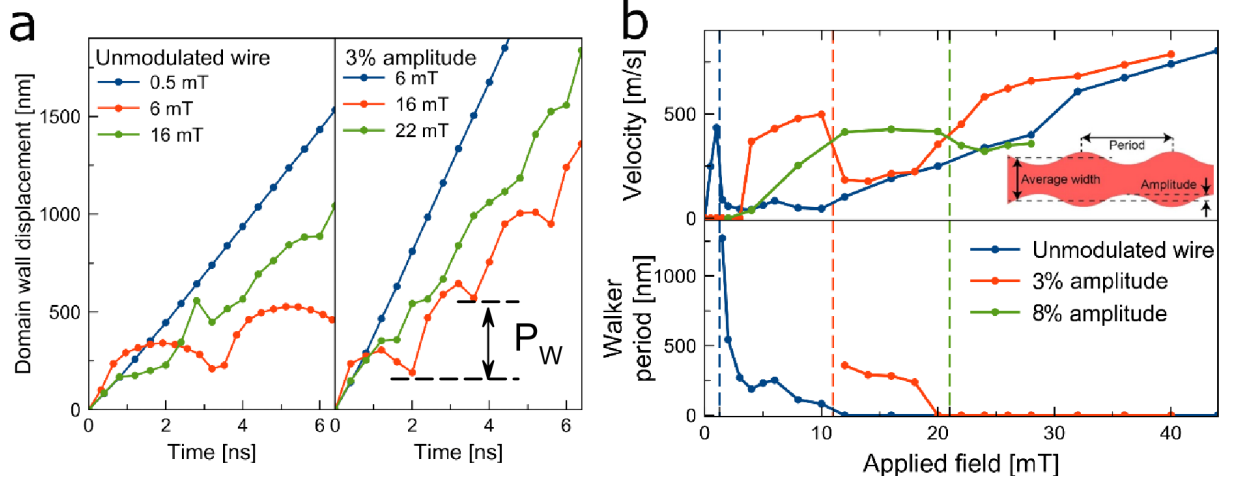 a
Unmodulated wire
0.5 mT
6 mT
16 mT
3% amplitude
6 mT
16 mT
22 mT
P_W
Domain wall displacement [nm]
1500
1000
500
0
0 2 4 6
0 2 4 6
Time [ns]
Time [ns]
b
Velocity [m/s]
500
0
Period
Average width
Amplitude
Walker
period [nm]
1000
500
0
Unmodulated wire
3% amplitude
8% amplitude
0 10 20 30 40
Applied field [mT]